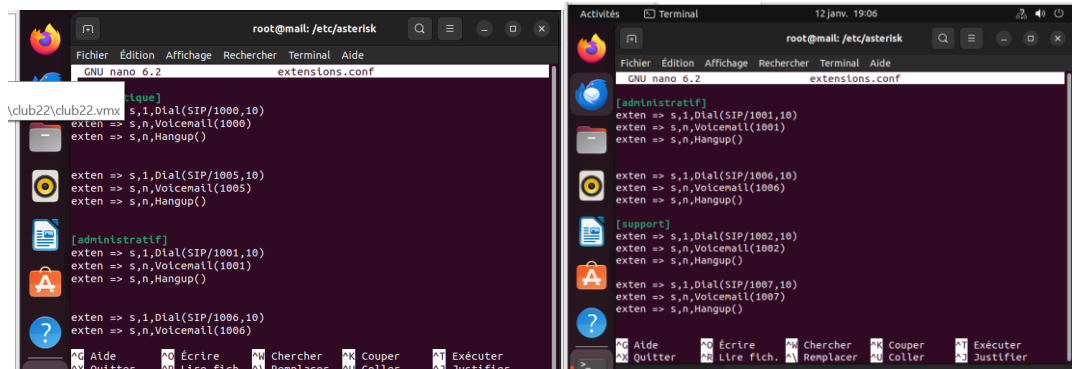 root@mail: /etc/asterisk
Fichier Édition Affichage Rechercher Terminal Aide
GNU nano 6.2 extensions.conf
tique]
\club22\club22.vmx
s,1,Dial(SIP/1000,10)
exten => s,n,Voicemail(1000)
exten => s,n,Hangup()
exten => s,1,Dial(SIP/1005,10)
exten => s,n,Voicemail(1005)
exten => s,n,Hangup()
[administratif]
exten => s,1,Dial(SIP/1001,10)
exten => s,n,Voicemail(1001)
exten => s,n,Hangup()
exten => s,1,Dial(SIP/1006,10)
exten => s,n,Voicemail(1006)
^G Aide ^O Écrire ^W Chercher ^K Couper ^T Exécuter
^X Quitter ^R Lire fich. ^\ Remplacer ^U Coller ^J Justifier
Activités Terminal 12 janv. 19:06
root@mail: /etc/asterisk
Fichier Édition Affichage Rechercher Terminal Aide
GNU nano 6.2 extensions.conf
[administratif]
exten => s,1,Dial(SIP/1001,10)
exten => s,n,Voicemail(1001)
exten => s,n,Hangup()
exten => s,1,Dial(SIP/1006,10)
exten => s,n,Voicemail(1006)
exten => s,n,Hangup()
[support]
exten => s,1,Dial(SIP/1002,10)
exten => s,n,Voicemail(1002)
exten => s,n,Hangup()
exten => s,1,Dial(SIP/1007,10)
exten => s,n,Voicemail(1007)
exten => s,n,Hangup()
^G Aide ^O Écrire ^W Chercher ^K Couper ^T Exécuter
^X Quitter ^R Lire fich. ^\ Remplacer ^U Coller ^J Justifier